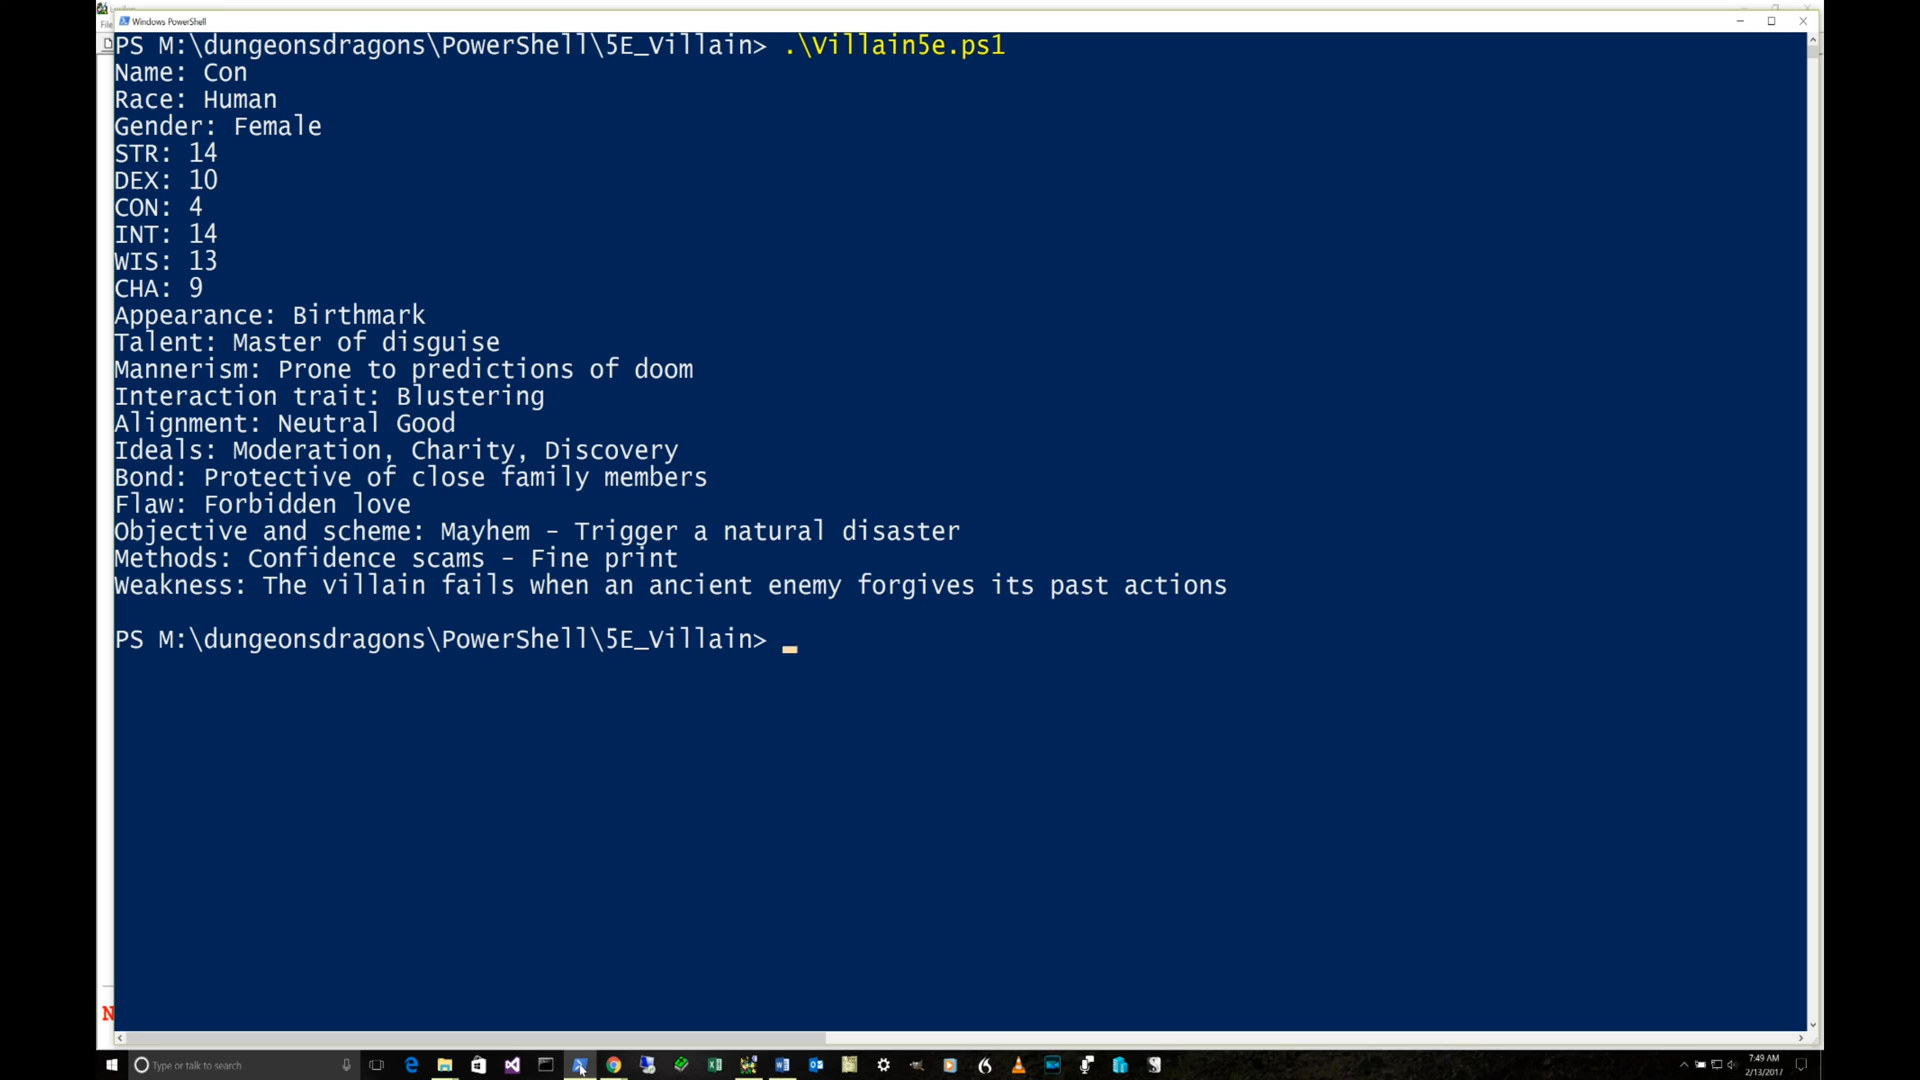 Windows PowerShell
PS M:\dungeonsdragons\PowerShell\5E_Villain> .\Villain5e.ps1
Name: Con
Race: Human
Gender: Female
STR: 14
DEX: 10
CON: 4
INT: 14
WIS: 13
CHA: 9
Appearance: Birthmark
Talent: Master of disguise
Mannerism: Prone to predictions of doom
Interaction trait: Blustering
Alignment: Neutral Good
Ideals: Moderation, Charity, Discovery
Bond: Protective of close family members
Flaw: Forbidden love
Objective and scheme: Mayhem - Trigger a natural disaster
Methods: Confidence scams - Fine print
Weakness: The villain fails when an ancient enemy forgives its past actions
PS M:\dungeonsdragons\PowerShell\5E_Villain>
N
Type or talk to search
7:49 AM
2/13/2017